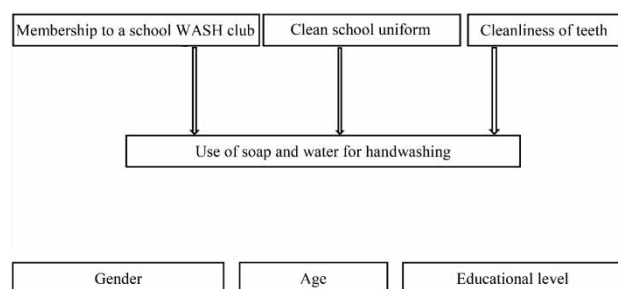 Membership to a school WASH club
Clean school uniform
Cleanliness of teeth
Use of soap and water for handwashing
Gender
Age
Educational level